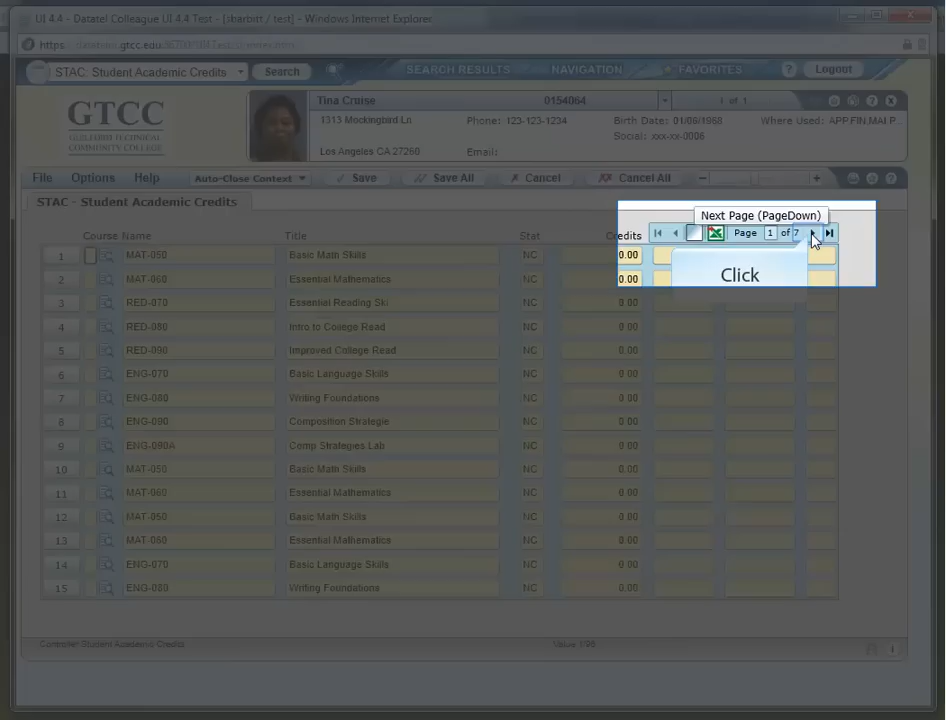 UI 4.4 - Datatel Colleague UI 4.4 Test - [sbarbitt / test] - Windows Internet Explorer
STAC: Student Academic Credits
Search
SEARCH RESULTS
NAVIGATION
FAVORITES
?
Logout
GTCC
GUILFORD TECHNICAL
COMMUNITY COLLEGE
Tina Cruise
0154064
1 of 1
1313 Mockingbird Ln
Phone: 123-123-1234
Birth Date: 01/06/1968
Where Used: APP.FIN.MAI.P...
Social: xxx-xx-0006
Los Angeles CA 27260
Email:
File Options Help
Auto-Close Context
Save
Save All
Cancel
Cancel All
STAC - Student Academic Credits
Next Page (PageDown)
Course Name Title Stat Credits
Page 1 of 7
Click
1 MAT-050 Basic Math Skills NC 0.00
2 MAT-060 Essential Mathematics NC 0.00
3 RED-070 Essential Reading Ski NC 0.00
4 RED-080 Intro to College Read NC 0.00
5 RED-090 Improved College Read NC 0.00
6 ENG-070 Basic Language Skills NC 0.00
7 ENG-080 Writing Foundations NC 0.00
8 ENG-090 Composition Strategie NC 0.00
9 ENG-090A Comp Strategies Lab NC 0.00
10 MAT-050 Basic Math Skills NC 0.00
11 MAT-060 Essential Mathematics NC 0.00
12 MAT-050 Basic Math Skills NC 0.00
13 MAT-060 Essential Mathematics NC 0.00
14 ENG-070 Basic Language Skills NC 0.00
15 ENG-080 Writing Foundations NC 0.00
Controller Student Academic Credits
Value 1/96